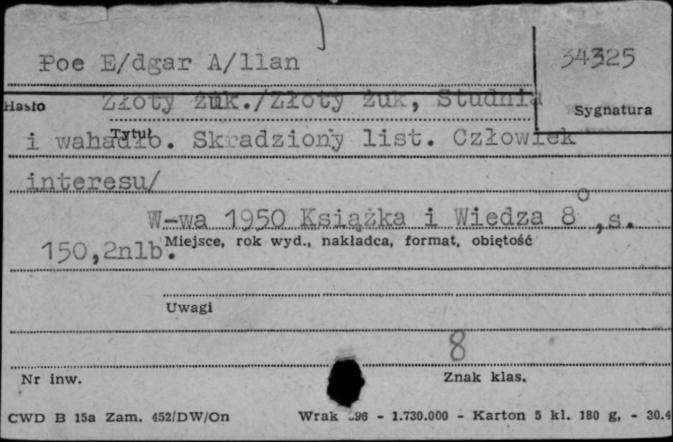 Poe E/dgar A/llan
34325
Hasło
Złoty żuk./Złoty żuk, Studnia
Sygnatura
Tytuł
i wahadło. Skradziony list. Człowiek
interesu/
W-wa 1950 Książka i Wiedza 8°,s.
Miejsce, rok wyd., nakładca, format, objętość
150,2nlb.
Uwagi
8
Nr inw.
Znak klas.
CWD B 15a Zam. 452/DW/On Wrak 96 - 1.730.000 - Karton 5 kl. 180 g, - 30.4